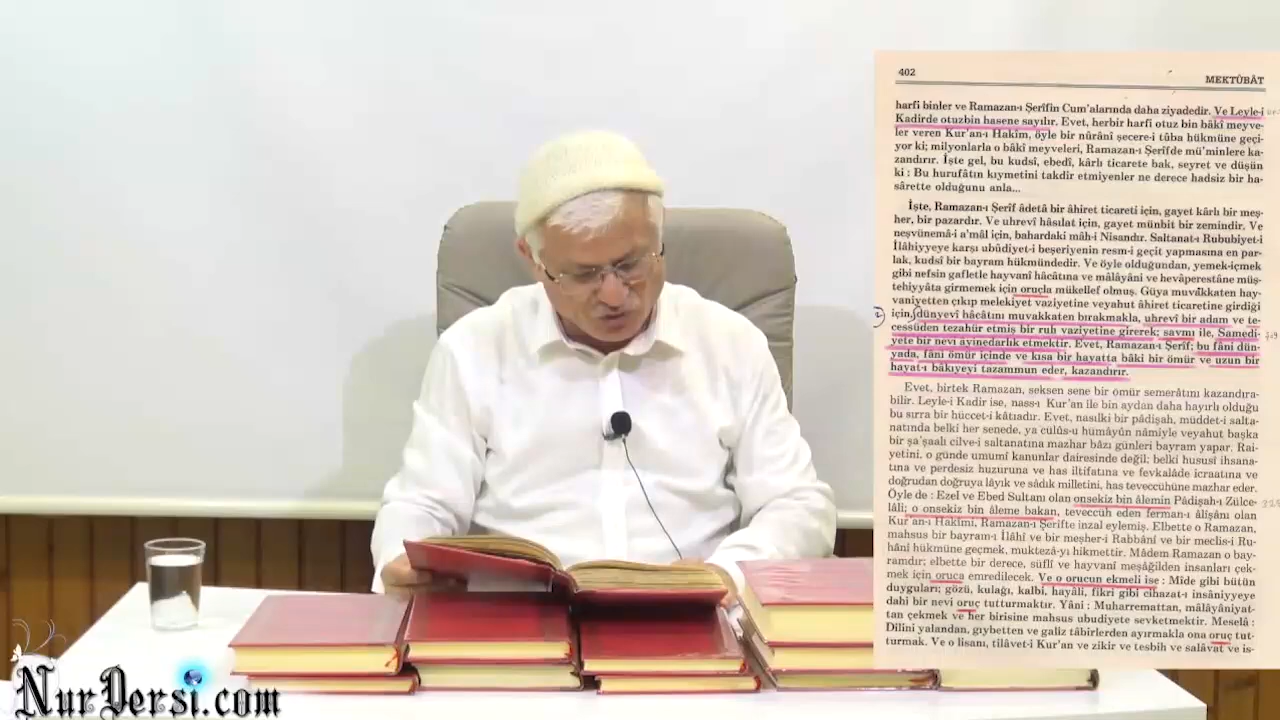 402
MEKTÛBÂT
harfi binler ve Ramazan-ı Şerîfin Cum'alarında daha ziyadedir. Ve Leyle-i
Kadirde otuzbin hasene sayılır. Evet, herbir harfi otuz bin bâki meyve-
ler veren Kur'an-ı Hakîm, öyle bir nûrânî şecere-i tûba hükmüne geçi-
yor ki; milyonlarla o bâki meyveleri, Ramazan-ı Şerîfde mü'minlere ka-
zandırır. İşte gel, bu kudsî, ebedî, kârlı ticarete bak, seyret ve düşün
ki : Bu hurufâtın kıymetini takdir etmiyenler ne derece hadsiz bir ha-
sârette olduğunu anla...
İşte, Ramazan-ı Şerîf âdetâ bir âhiret ticareti için, gayet kârlı bir meş-
her, bir pazardır. Ve uhrevî hâsılat için, gayet münbit bir zemindir. Ve
neşvünemâ-i a'mâl için, bahardaki mâh-i Nisandır. Saltanat-ı Rububiyet-i
İlâhiyyeye karşı ubûdiyet-i beşeriyenin resm-i geçit yapmasına en par-
lak, kudsî bir bayram hükmündedir. Ve öyle olduğundan, yemek-içmek
gibi nefsin gafletle hayvanî hâcâtına ve mâlâyâni ve hevâperestâne müş-
tehiyyâta girmemek için oruçla mükellef olmuş. Güya muvakkaten hay-
vaniyetten çıkıp melekiyet vaziyetine veyahut âhiret ticaretine girdiği
için, dünyevî hâcâtını muvakkaten bırakmakla, uhrevî bir adam ve te-
cessüden tezahür etmiş bir ruh vaziyetine girerek; savmı ile, Samedi-
yete bir nevi âyinedarlık etmektir. Evet, Ramazan-ı Şerîf; bu fâni dün-
yada, fâni ömür içinde ve kısa bir hayatta bâki bir ömür ve uzun bir
hayat-ı bâkıyeyi tazammun eder, kazandırır.
Evet, birtek Ramazan, seksen sene bir ömür semerâtını kazandıra-
bilir. Leyle-i Kadir ise, nass-ı Kur'an ile bin aydan daha hayırlı olduğu
bu sırra bir hüccet-i kâtıadır. Evet, nasılki bir pâdişah, müddet-i salta-
natında belki her senede, ya cülûs-u hümâyûn nâmiyle veyahut başka
bir şa'şaalı cilve-i saltanatına mazhar bâzı günleri bayram yapar. Rai-
yetini, o günde umumî kanunlar dairesinde değil; belki hususî ihsana-
tına ve perdesiz huzuruna ve has iltifatına ve fevkalâde icraatına ve
doğrudan doğruya lâyık ve sâdık milletini, has teveccühüne mazhar eder.
Öyle de : Ezel ve Ebed Sultanı olan onsekiz bin âlemin Pâdişah-ı Zülce-
lâli; o onsekiz bin âleme bakan, teveccüh eden ferman-ı âlîşânı olan
Kur'an-ı Hakîmi, Ramazan-ı Şerîfte inzal eylemiş. Elbette o Ramazan,
mahsus bir bayram-ı İlâhî ve bir meşher-i Rabbânî ve bir meclis-i Ru-
hânî hükmüne geçmek, muktezâ-yı hikmettir. Mâdem Ramazan o bay-
ramdır; elbette bir derece, süflî ve hayvanî meşâğilden insanları çek-
mek için oruca emredilecek. Ve o orucun ekmeli ise : Mide gibi bütün
duyguları; gözü, kulağı, kalbi, hayâli, fikri gibi cihazat-ı insâniyyeye
dahi bir nevi oruç tutturmaktır. Yâni : Muharremattan, mâlâyâniyat-
tan çekmek ve her birisine mahsus ubudiyete sevketmektir. Meselâ :
Dilini yalandan, gıybetten ve galiz tâbirlerden ayırmakla ona oruç tut-
turmak. Ve o lisanı, tilâvet-i Kur'an ve zikir ve tesbih ve salâvat ve is-
NurDersi.com